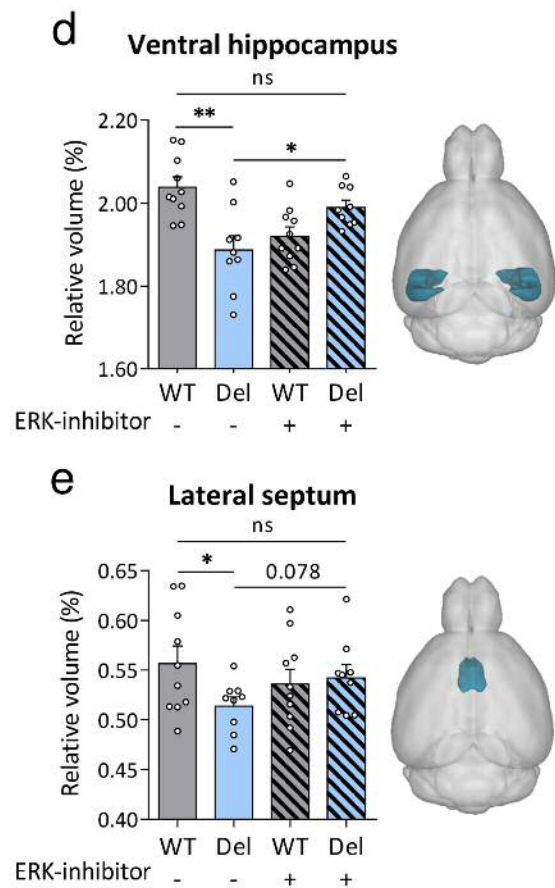 d
Ventral hippocampus
ns
** *
2.20
2.00
1.80
1.60
Relative volume (%)
WT Del WT Del
ERK-inhibitor - - + +
e
Lateral septum
ns
* 0.078
0.65
0.60
0.55
0.50
0.45
0.40
Relative volume (%)
WT Del WT Del
ERK-inhibitor - - + +